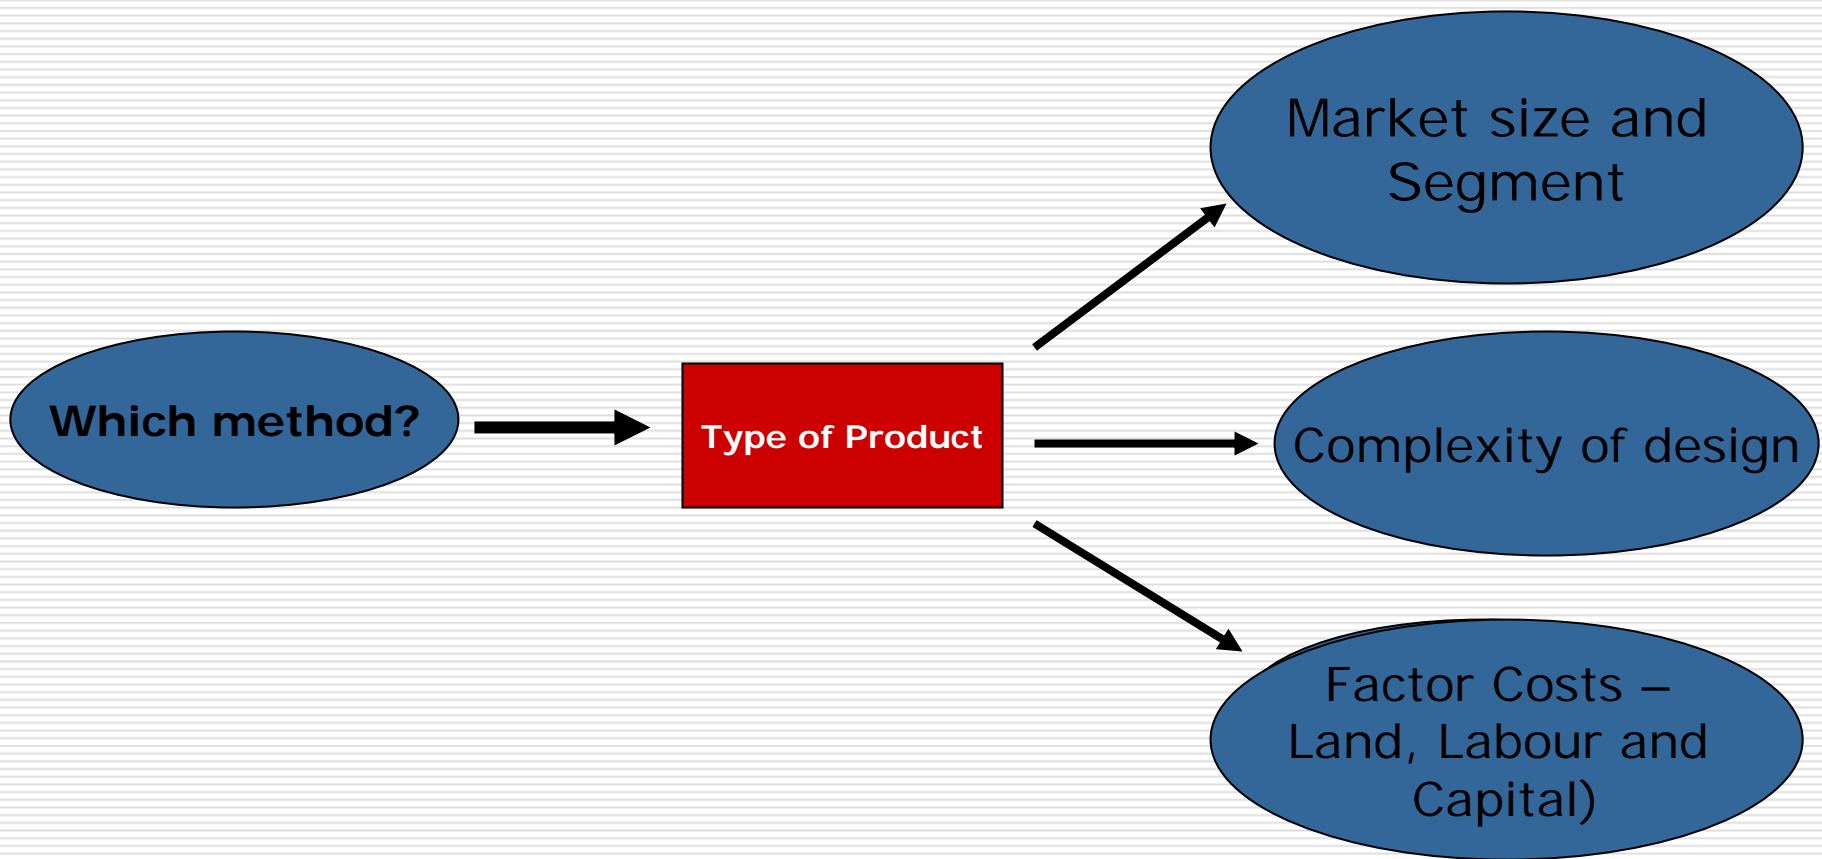 Market size and
Segment
Which method?
Type of Product
Complexity of design
Factor Costs –
Land, Labour and
Capital)